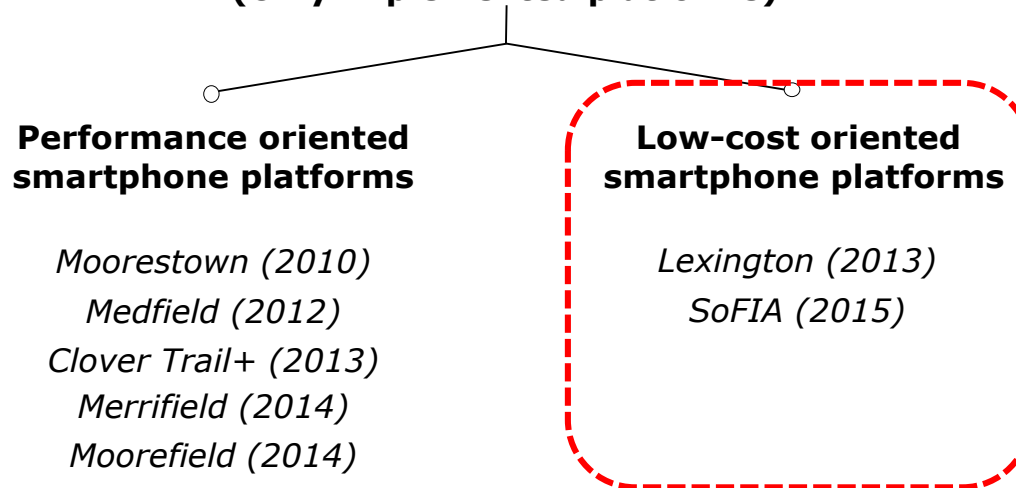 Performance oriented
smartphone platforms
Moorestown (2010)
Medfield (2012)
Clover Trail+ (2013)
Merrifield (2014)
Moorefield (2014)
Low-cost oriented
smartphone platforms
Lexington (2013)
SoFIA (2015)